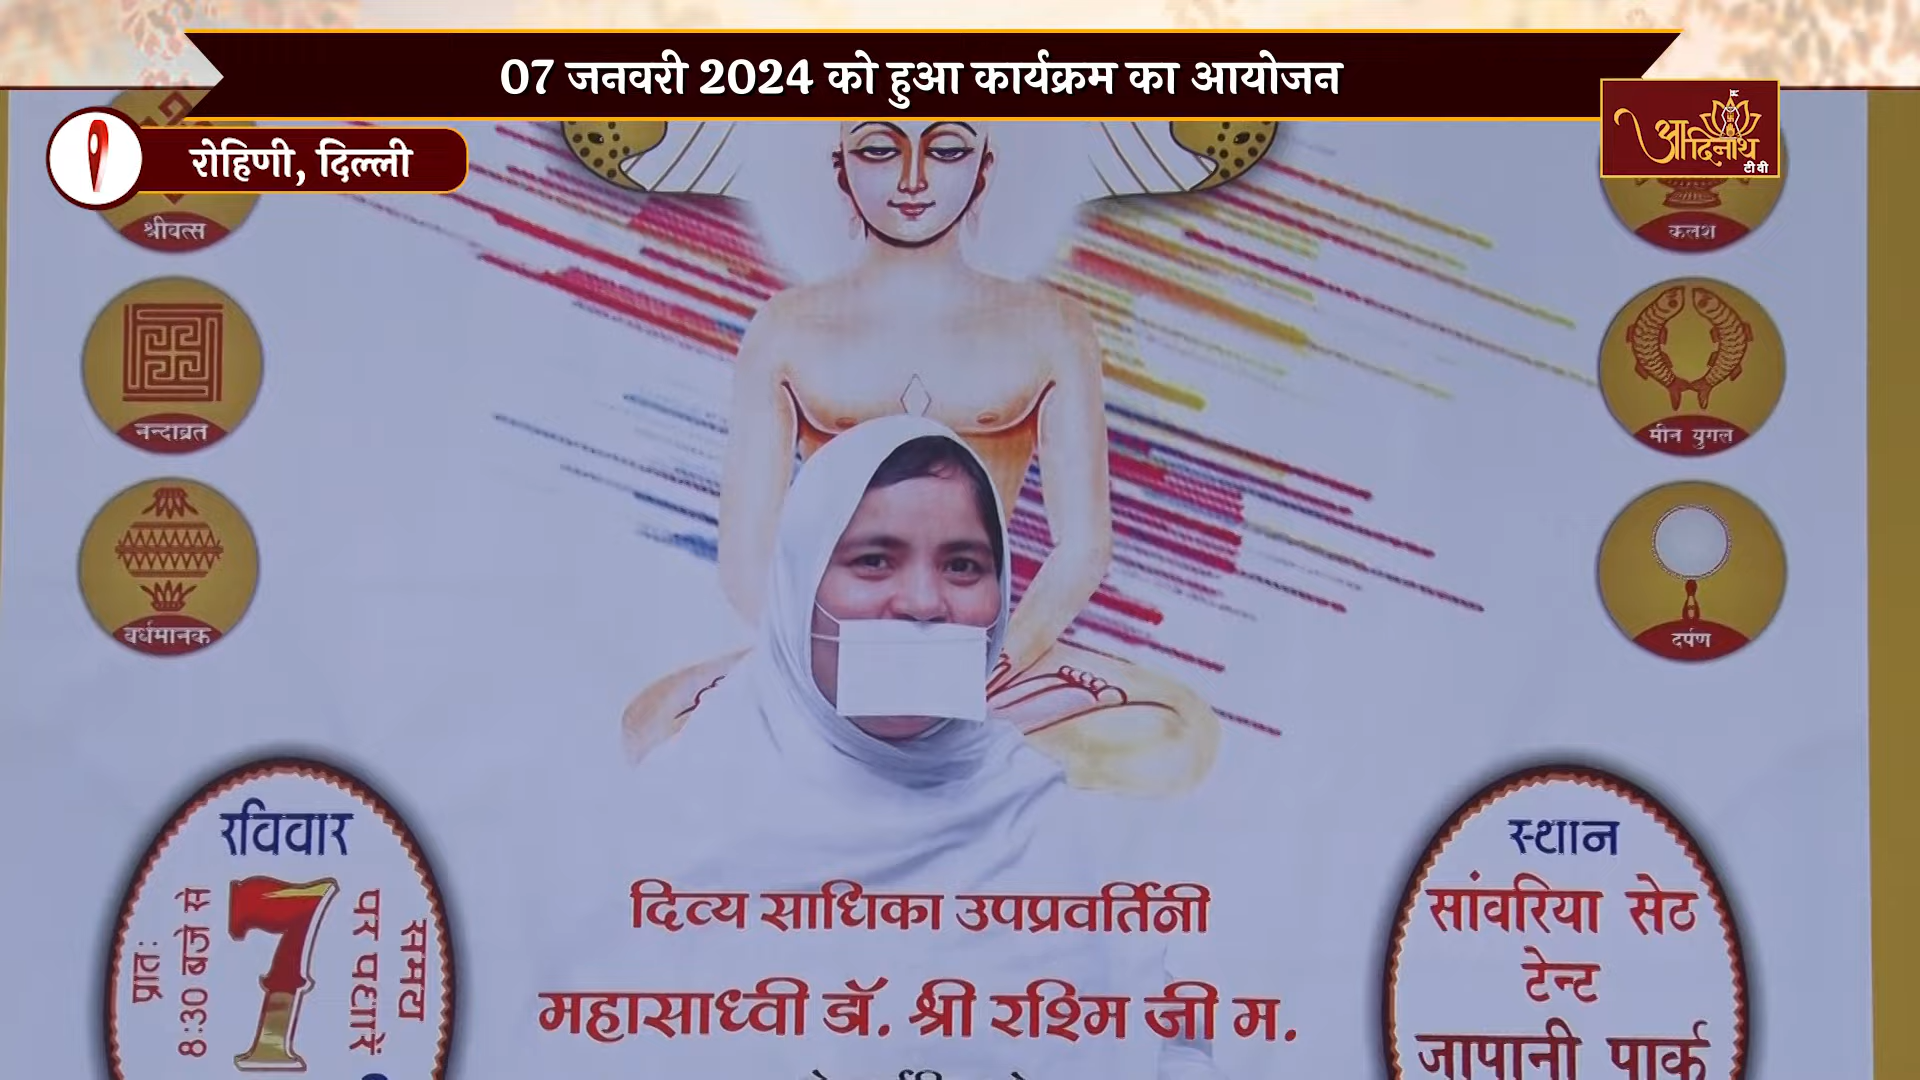 07 जनवरी 2024 को हुआ कार्यक्रम का आयोजन
रोहिणी, दिल्ली
आदिनाथ
टी वी
श्रीवत्स
कलश
नन्दाव्रत
मीन युगल
वर्धमानक
दर्पण
रविवार
7
प्रातः
8:30 बजे से
समय
पर पधारें
स्थान
सांवरिया सेठ
टेन्ट
जापानी पार्क
दिव्य साधिका उपप्रवर्तिनी
महासाध्वी डॉ. श्री रश्मि जी म.